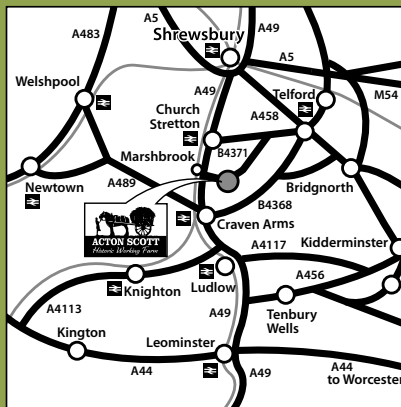 A5
A49
A483
Shrewsbury
A5
Welshpool
A49
Telford
M54
Church
Stretton
A458
Marshbrook
B4371
Newtown
A489
Bridgnorth
B4368
Craven Arms
ACTON SCOTT
Historic Working Farm
A4117
Kidderminster
A456
Knighton
Ludlow
A4113
A49
Tenbury
Wells
Kington
Leominster
A44
A49
A44
to Worcester